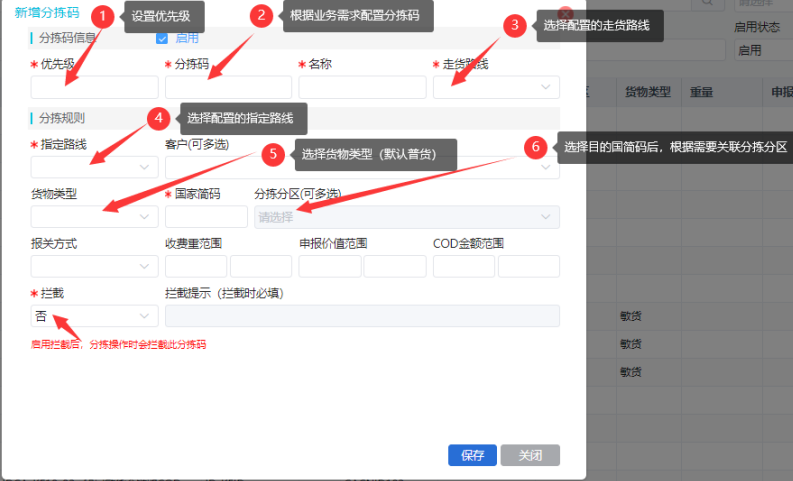 新增分拣码
1 设置优先级
2 根据业务需求配置分拣码
3 选择配置的走货路线
请选择
分拣码信息 启用
启用状态
启用
*优先级 *分拣码 *名称 *走货路线
货物类型 重量 申报
分拣规则
4 选择配置的指定路线
*指定路线 客户(可多选)
5 选择货物类型（默认普货）
6 选择目的国简码后，根据需要关联分拣分区
货物类型 *国家简码 分拣分区(可多选)
请选择
报关方式 收费重范围 申报价值范围 COD金额范围
*拦截 拦截提示（拦截时必填）
否
敏货
启用拦截后，分拣操作时会拦截此分拣码
敏货
敏货
保存 关闭